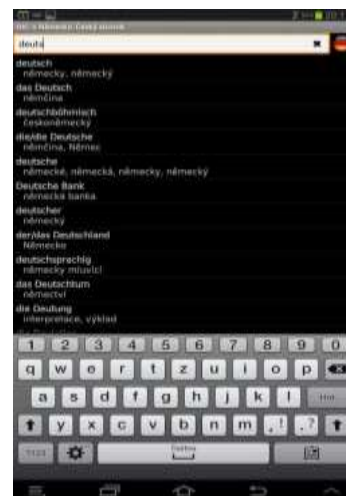 deuts
deutsch
německy, německý
das Deutsch
němčina
deutschböhmisch
českoněmecký
die/die Deutsche
němčina, Němec
deutsche
německé, německá, německy, německý
Deutsche Bank
německá banka
deutscher
německý
der/das Deutschland
Německo
deutschsprachig
německy mluvící
das Deutschtum
němectví
die Deutung
interpretace, výklad
1 2 3 4 5 6 7 8 9 0
q w e r t z u i o p
a s d f g h j k l
y x c v b n m , ! . ?